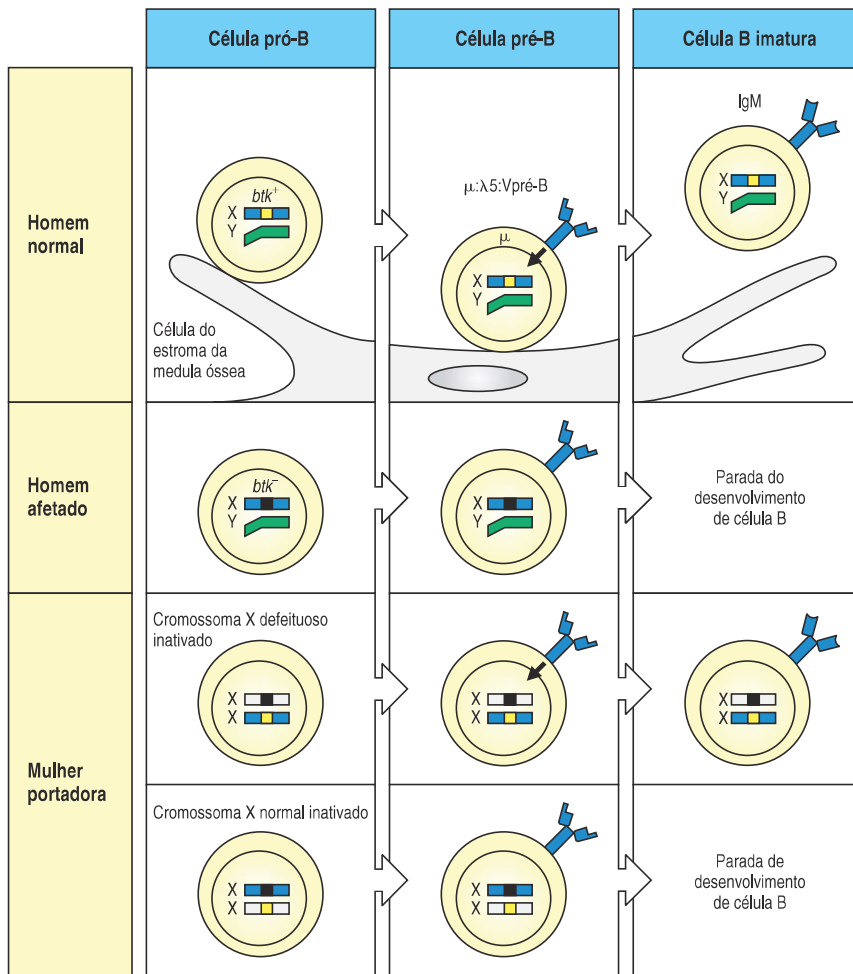 Célula pró-B
Célula pré-B
Célula B imatura
Homem
normal
btk⁺
X
Y
Célula do
estroma da
medula óssea
μ:λ5:Vpré-B
μ
X
Y
IgM
X
Y
Homem
afetado
btk⁻
X
Y
X
Y
Parada do
desenvolvimento
de célula B
Mulher
portadora
Cromossoma X defeituoso
inativado
X
X
X
X
X
X
Cromossoma X normal inativado
X
X
X
X
Parada de
desenvolvimento
de célula B